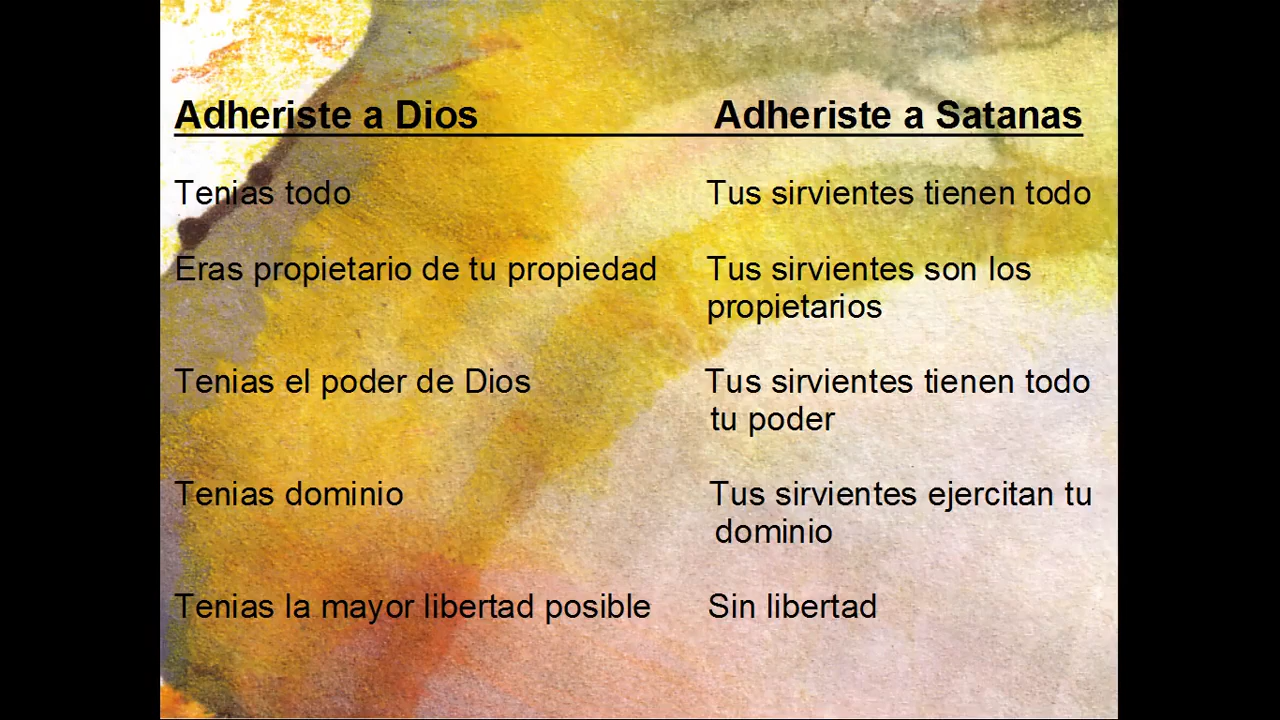 Adheriste a Dios Adheriste a Satanas
Tenias todo Tus sirvientes tienen todo
Eras propietario de tu propiedad Tus sirvientes son los
propietarios
Tenias el poder de Dios Tus sirvientes tienen todo
tu poder
Tenias dominio Tus sirvientes ejercitan tu
dominio
Tenias la mayor libertad posible Sin libertad